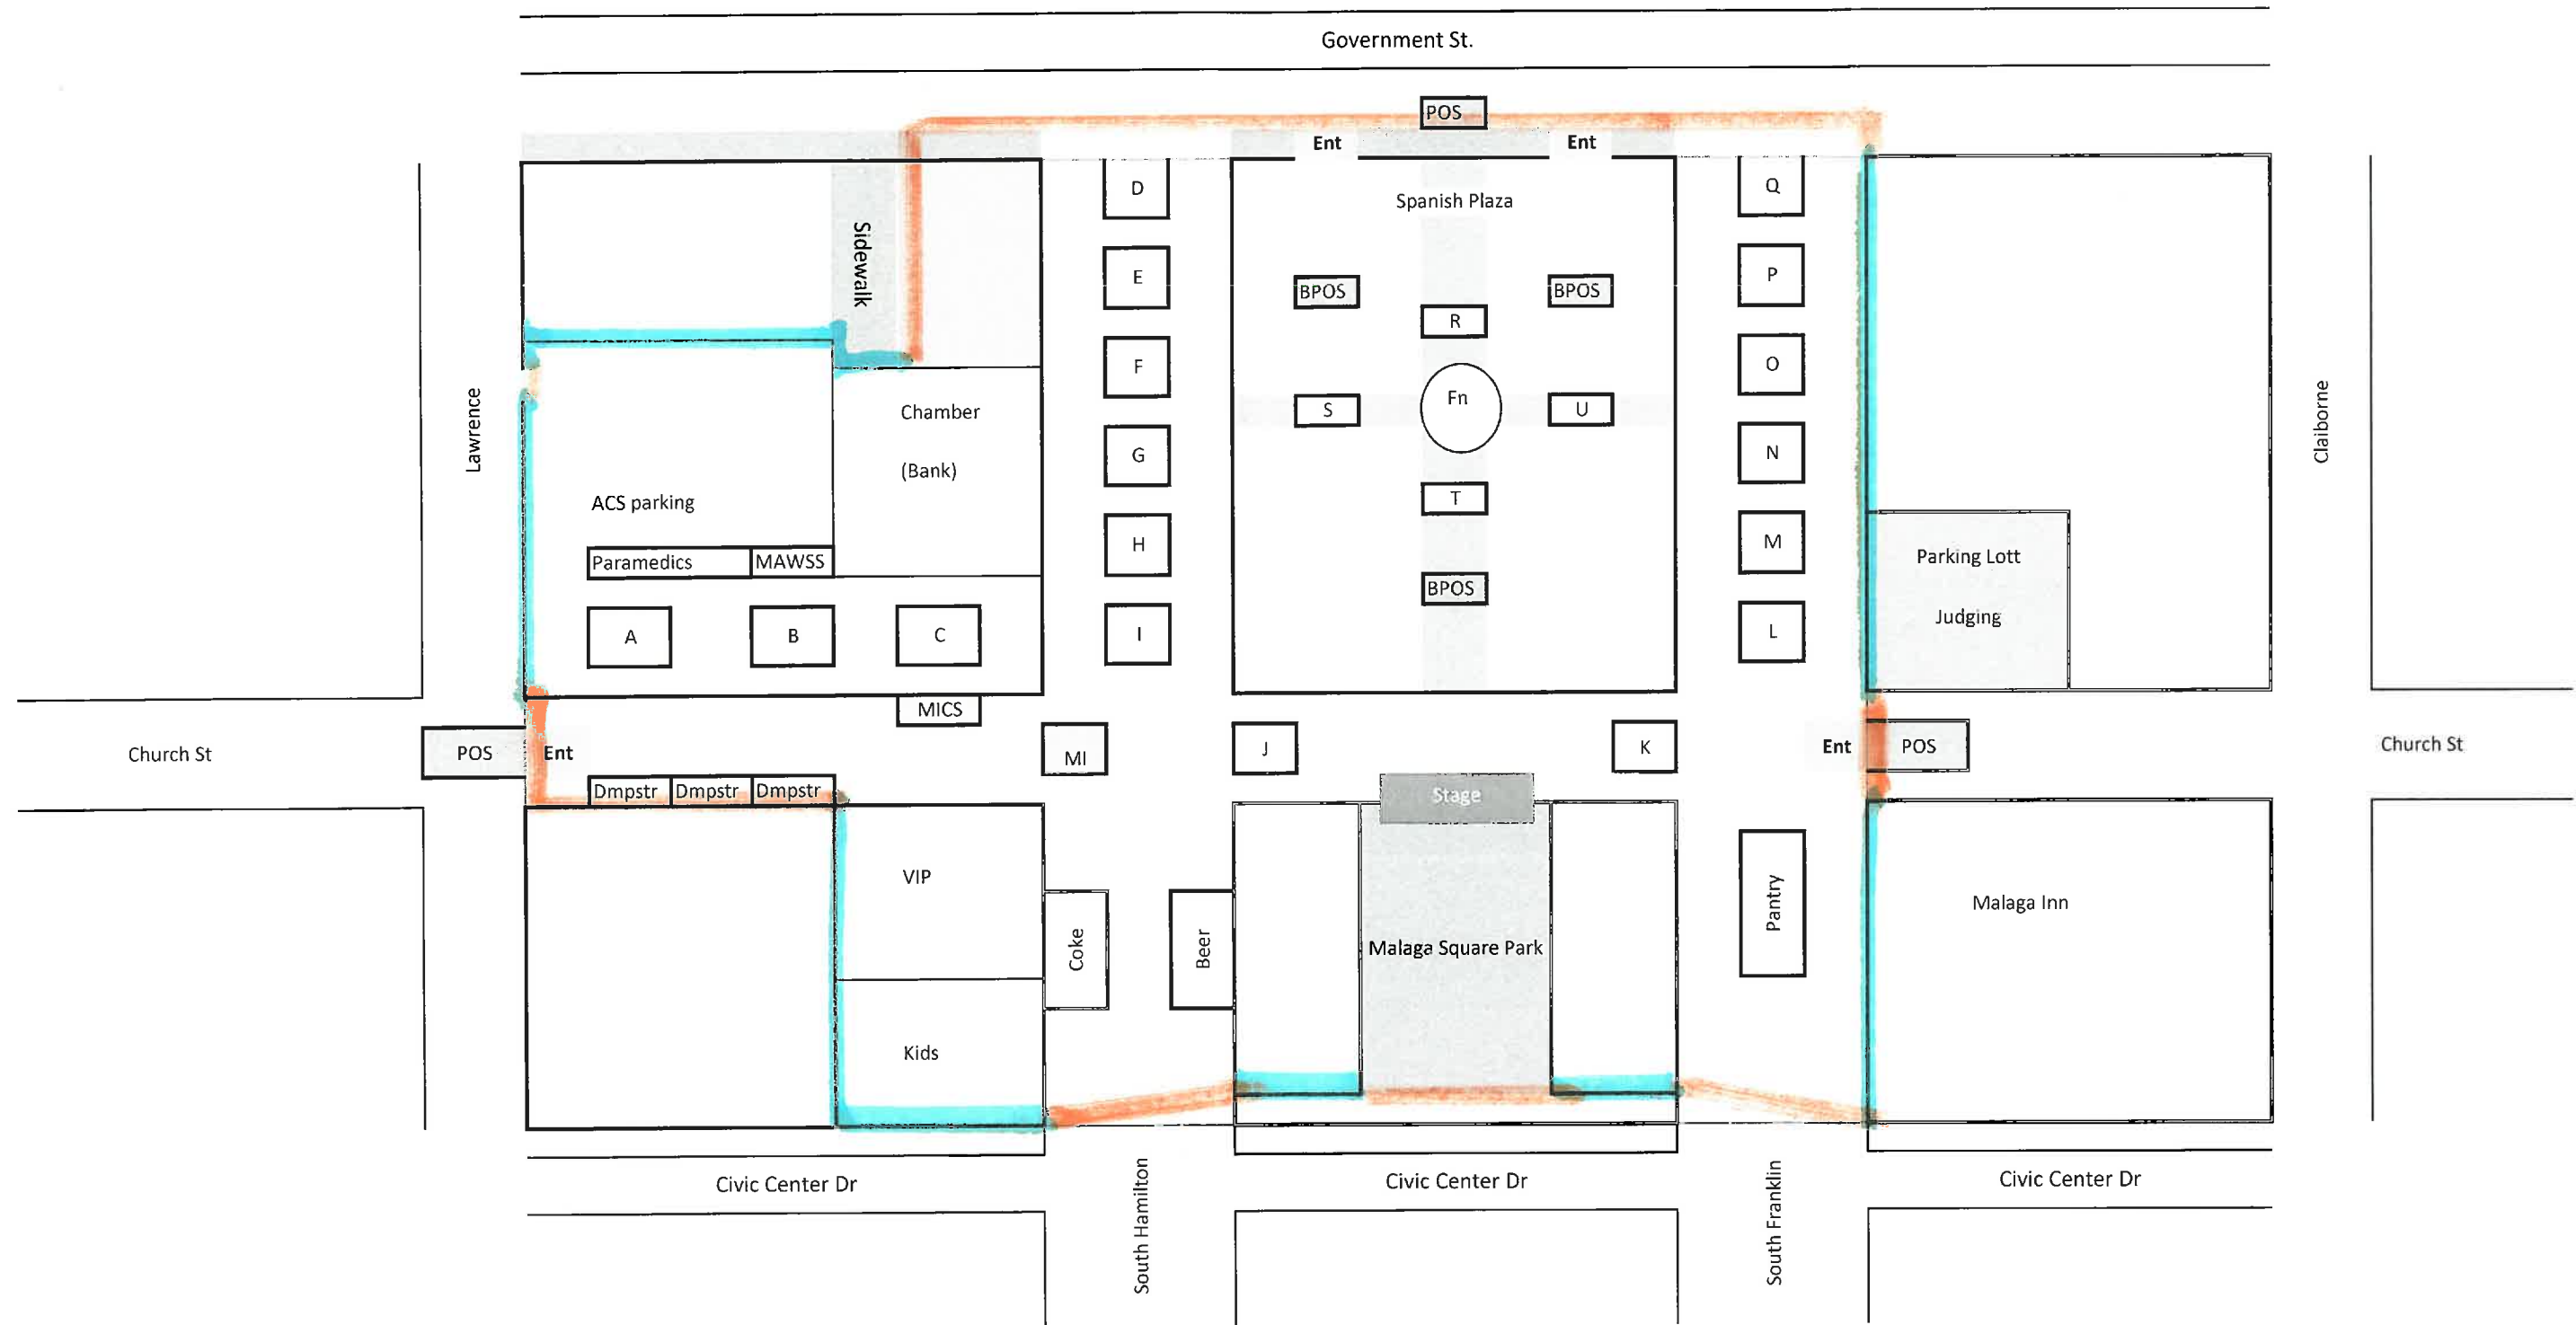 Government St.
POS
Ent
Ent
D
Q
Spanish Plaza
Sidewalk
E
P
BPOS
BPOS
R
F
O
Lawrence
Fn
Claiborne
Chamber
S
U
(Bank)
G
N
ACS parking
T
H
M
Parking Lott
Paramedics
MAWSS
BPOS
Judging
A
B
C
I
L
MICS
Church St
POS
Ent
MI
J
K
Ent
POS
Church St
Dmpstr
Dmpstr
Dmpstr
Stage
VIP
Pantry
Malaga Inn
Coke
Beer
Malaga Square Park
Kids
Civic Center Dr
South Hamilton
Civic Center Dr
South Franklin
Civic Center Dr